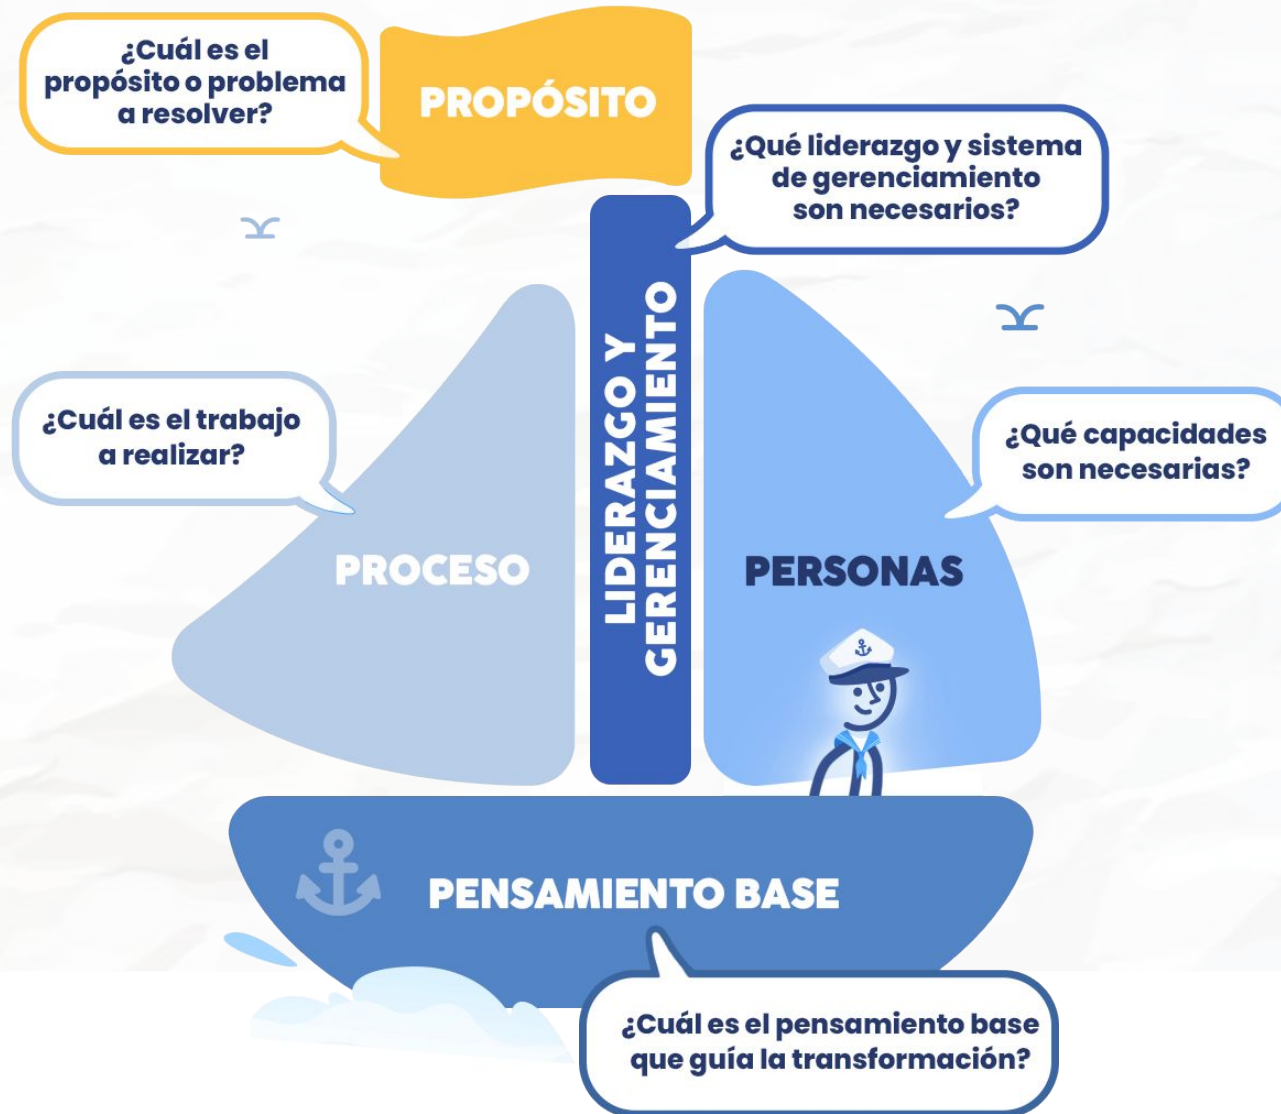 ¿Cuál es el
propósito o problema
a resolver?
PROPÓSITO
¿Qué liderazgo y sistema
de gerenciamiento
son necesarios?
LIDERAZGO Y
GERENCIAMIENTO
¿Cuál es el trabajo
a realizar?
PROCESO
¿Qué capacidades
son necesarias?
PERSONAS
PENSAMIENTO BASE
¿Cuál es el pensamiento base
que guía la transformación?